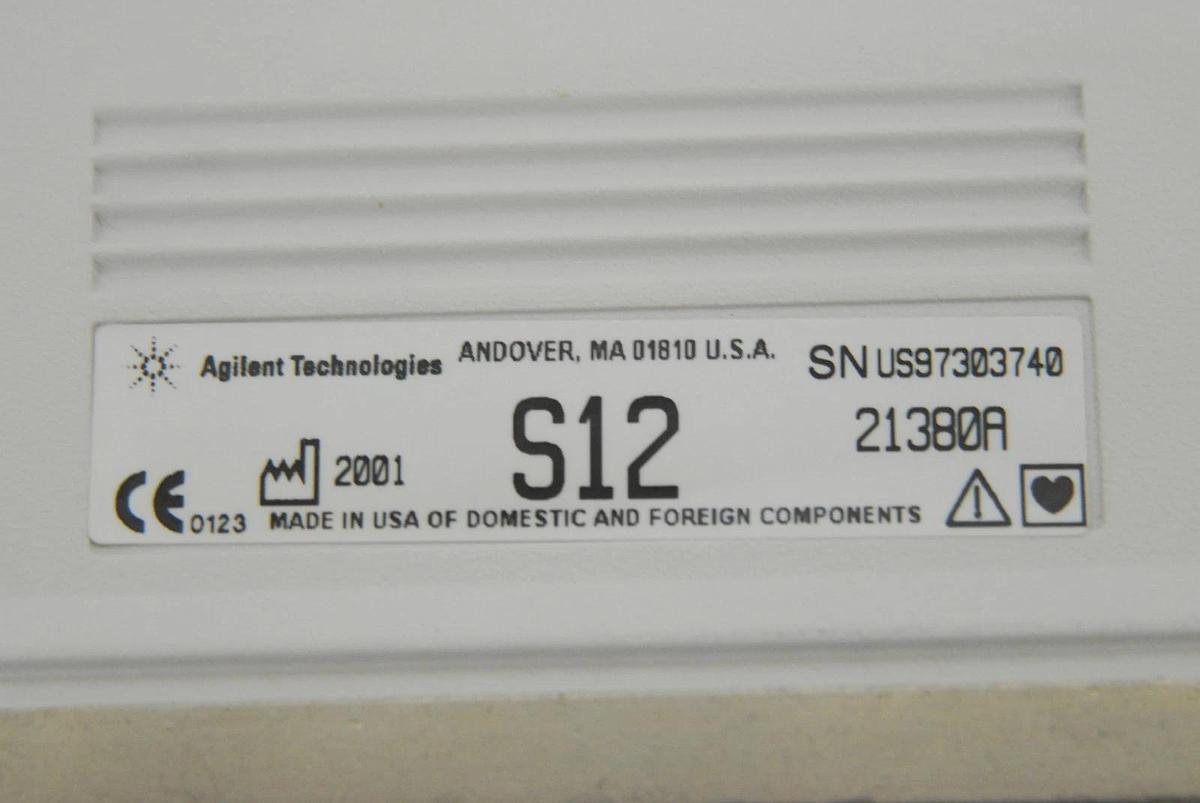 Agilent Technologies ANDOVER, MA 01810 U.S.A. SN US97303740
2001 S12 21380A
CE 0123 MADE IN USA OF DOMESTIC AND FOREIGN COMPONENTS